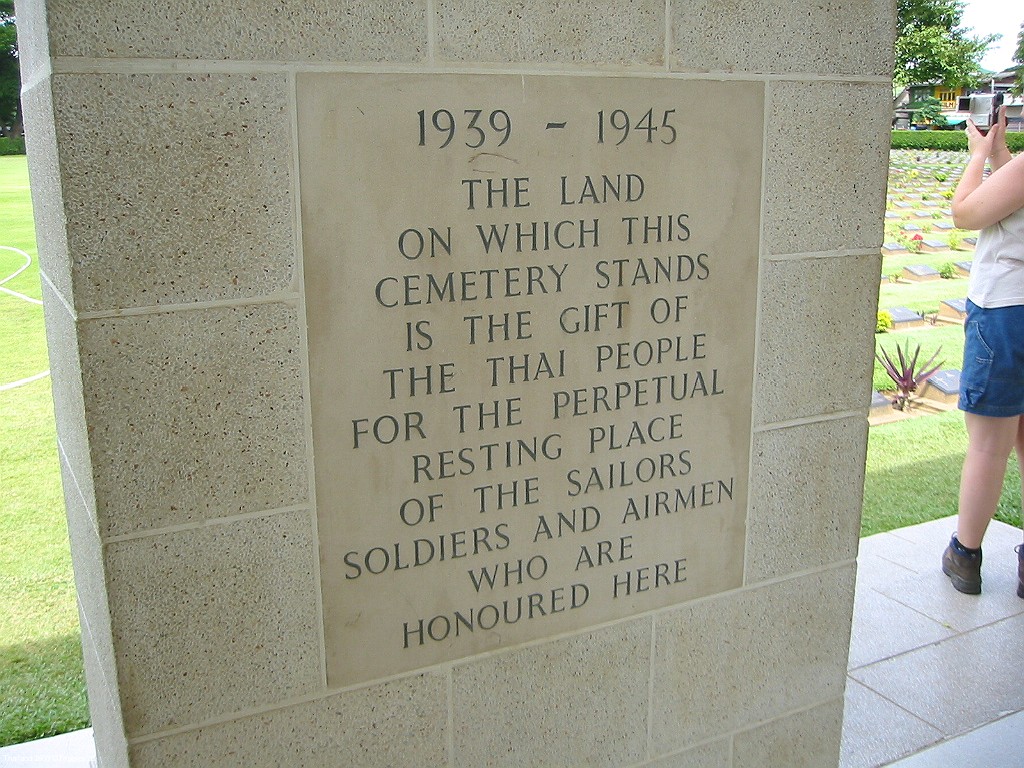 1939 - 1945
THE LAND
ON WHICH THIS
CEMETERY STANDS
IS THE GIFT OF
THE THAI PEOPLE
FOR THE PERPETUAL
RESTING PLACE
OF THE SAILORS
SOLDIERS AND AIRMEN
WHO ARE
HONOURED HERE